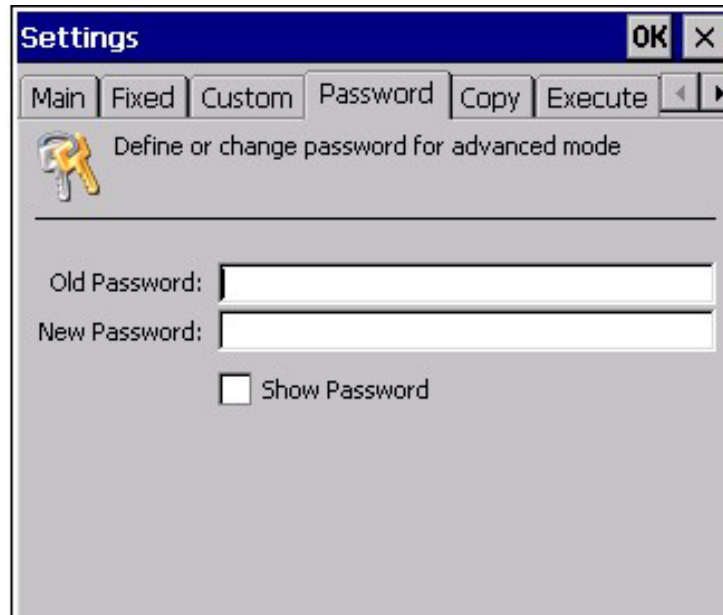 Settings OK
Main Fixed Custom Password Copy Execute
Define or change password for advanced mode
Old Password:
New Password:
Show Password